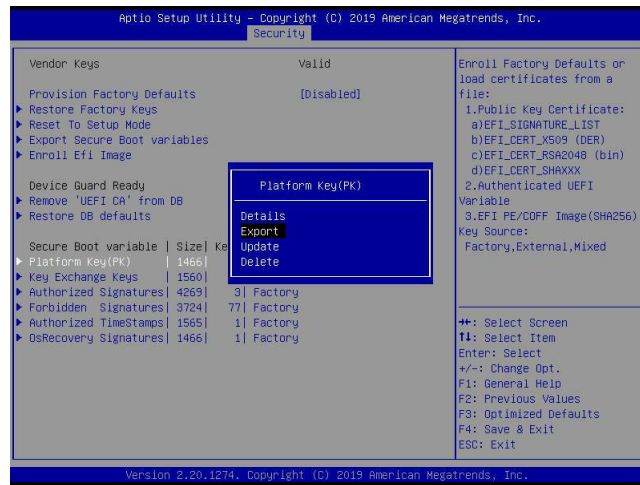 Aptio Setup Utility – Copyright (C) 2019 American Megatrends, Inc.
Security
Vendor Keys Valid
Provision Factory Defaults [Disabled]
Restore Factory Keys
Reset To Setup Mode
Export Secure Boot variables
Enroll Efi Image
Device Guard Ready
Remove 'UEFI CA' from DB
Restore DB defaults
Secure Boot variable | Size| Ke
Platform Key(PK) | 1466|
Key Exchange Keys | 1560|
Authorized Signatures| 4269| 3| Factory
Forbidden Signatures| 3724| 77| Factory
Authorized TimeStamps| 1565| 1| Factory
OsRecovery Signatures| 1466| 1| Factory
Platform Key(PK)
Details
Export
Update
Delete
Enroll Factory Defaults or
load certificates from a
file:
1.Public Key Certificate:
a)EFI_SIGNATURE_LIST
b)EFI_CERT_X509 (DER)
c)EFI_CERT_RSA2048 (bin)
d)EFI_CERT_SHAXXX
2.Authenticated UEFI
Variable
3.EFI PE/COFF Image(SHA256)
Key Source:
Factory,External,Mixed
→←: Select Screen
↑↓: Select Item
Enter: Select
+/-: Change Opt.
F1: General Help
F2: Previous Values
F3: Optimized Defaults
F4: Save & Exit
ESC: Exit
Version 2.20.1274. Copyright (C) 2019 American Megatrends, Inc.